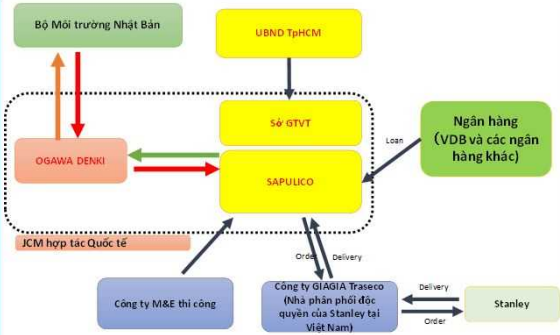 Bộ Môi trường Nhật Bản
UBND TpHCM
Sở GTVT
Ngân hàng
(VDB và các ngân
hàng khác)
Loan
OGAWA DENKI
SAPULICO
JCM hợp tác Quốc tế
Order
Delivery
Công ty M&E thi công
Công ty GIAGIA Traseco
(Nhà phân phối độc
quyền của Stanley tại
Việt Nam)
Delivery
Order
Stanley